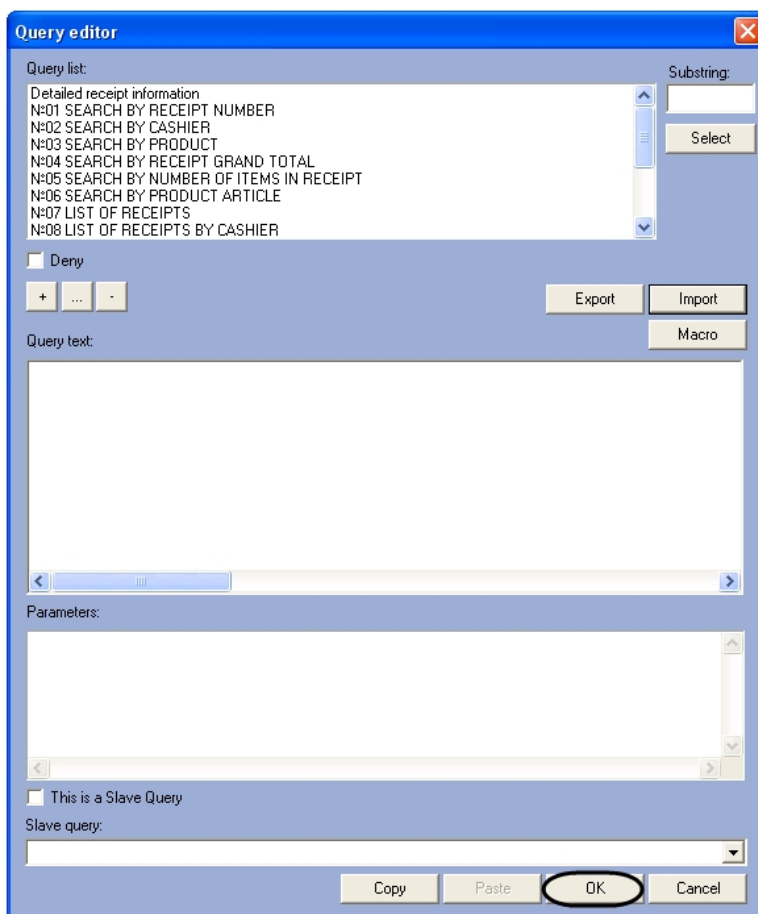 Query editor
Query list:
Substring:
Detailed receipt information
№01 SEARCH BY RECEIPT NUMBER
№02 SEARCH BY CASHIER
№03 SEARCH BY PRODUCT
№04 SEARCH BY RECEIPT GRAND TOTAL
№05 SEARCH BY NUMBER OF ITEMS IN RECEIPT
№06 SEARCH BY PRODUCT ARTICLE
№07 LIST OF RECEIPTS
№08 LIST OF RECEIPTS BY CASHIER
Select
Deny
+ ... -
Export Import
Macro
Query text:
Parameters:
This is a Slave Query
Slave query:
Copy Paste OK Cancel